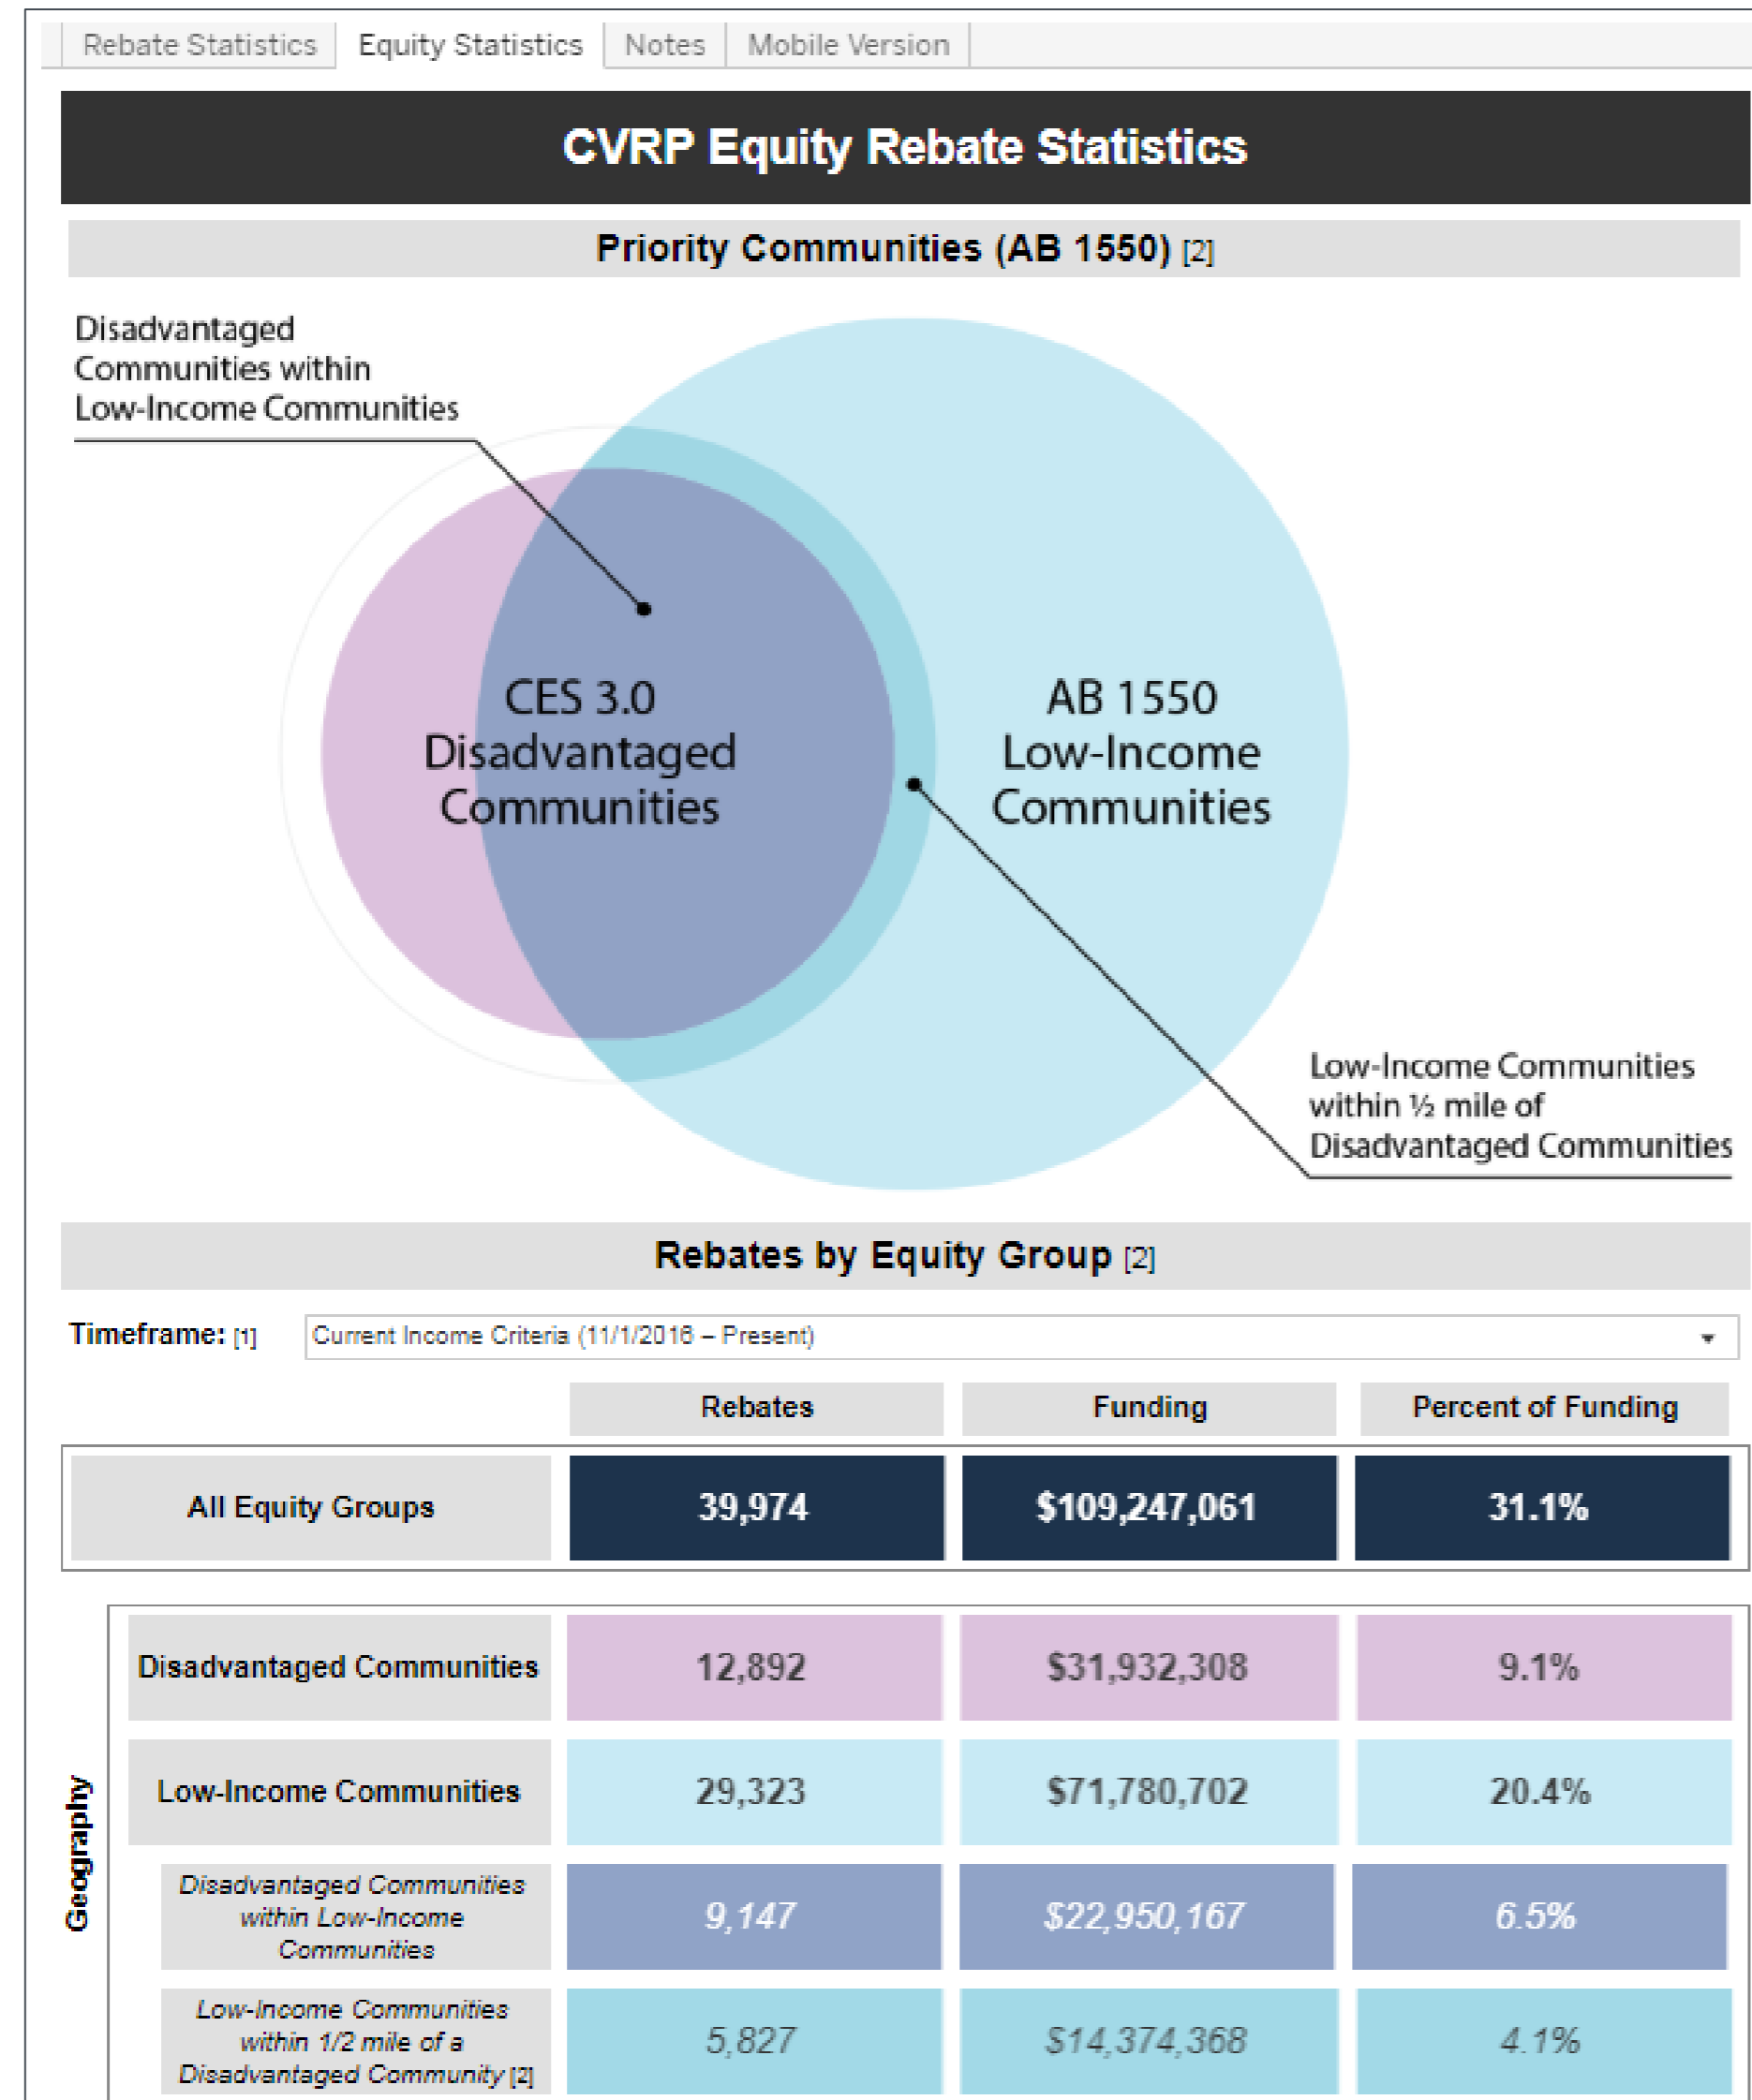 Rebate Statistics
Equity Statistics
Notes
Mobile Version
CVRP Equity Rebate Statistics
Priority Communities (AB 1550) [2]
Disadvantaged
Communities within
Low-Income Communities
CES 3.0
Disadvantaged
Communities
AB 1550
Low-Income
Communities
Low-Income Communities
within ½ mile of
Disadvantaged Communities
Rebates by Equity Group [2]
Timeframe: [1] Current Income Criteria (11/1/2016 – Present)
Rebates Funding Percent of Funding
All Equity Groups 39,974 $109,247,061 31.1%
Geography
Disadvantaged Communities 12,892 $31,932,308 9.1%
Low-Income Communities 29,323 $71,780,702 20.4%
Disadvantaged Communities
within Low-Income
Communities
9,147 $22,950,167 6.5%
Low-Income Communities
within 1/2 mile of a
Disadvantaged Community [2]
5,827 $14,374,368 4.1%